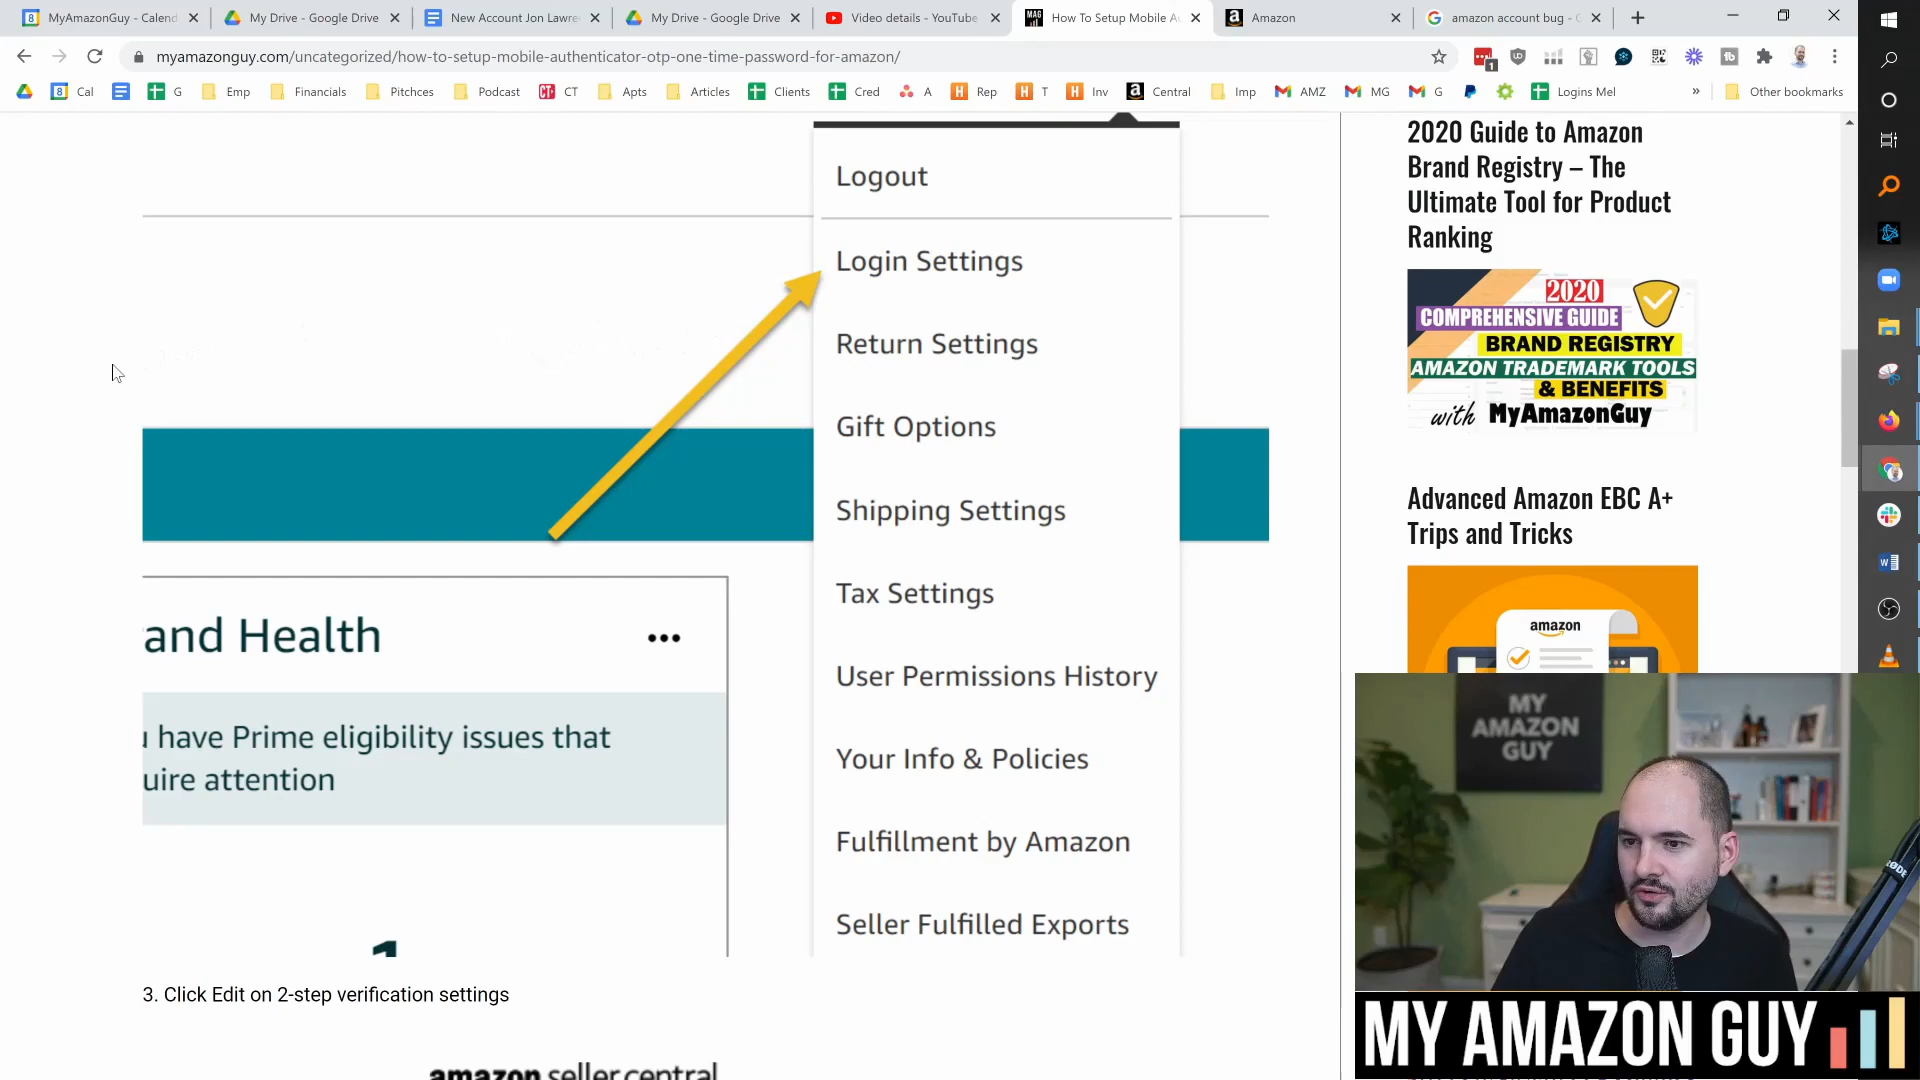 MyAmazonGuy - Calend
My Drive - Google Drive
New Account Jon Lawre
My Drive - Google Drive
Video details - YouTube
How To Setup Mobile Au
Amazon
amazon account bug - G
myamazonguy.com/uncategorized/how-to-setup-mobile-authenticator-otp-one-time-password-for-amazon/
Cal
G
Emp
Financials
Pitchces
Podcast
CT
Apts
Articles
Clients
Cred
A
Rep
T
Inv
Central
Imp
AMZ
MG
G
Logins Mel
»
Other bookmarks
Logout
Login Settings
Return Settings
Gift Options
Shipping Settings
Tax Settings
User Permissions History
Your Info & Policies
Fulfillment by Amazon
Seller Fulfilled Exports
and Health
have Prime eligibility issues that
uire attention
1
3. Click Edit on 2-step verification settings
amazon seller central
2020 Guide to Amazon
Brand Registry – The
Ultimate Tool for Product
Ranking
2020
COMPREHENSIVE GUIDE
BRAND REGISTRY
AMAZON TRADEMARK TOOLS
& BENEFITS
with MyAmazonGuy
Advanced Amazon EBC A+
Trips and Tricks
amazon
MY
AMAZON
GUY
RODE
MY AMAZON GUY